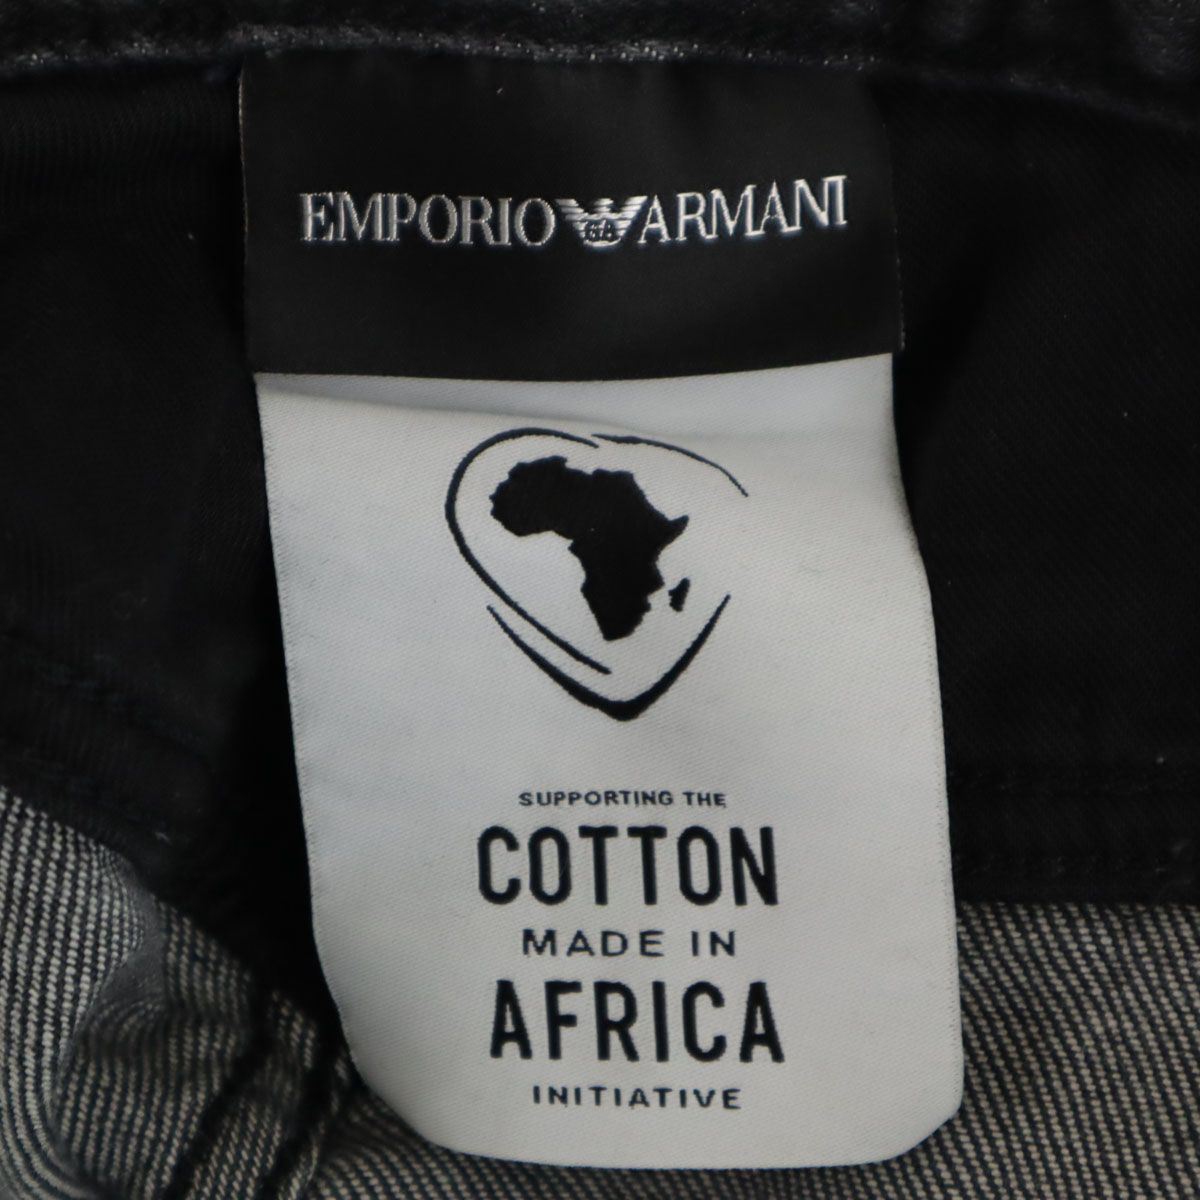 EMPORIO GA ARMANI
SUPPORTING THE
COTTON
MADE IN
AFRICA
INITIATIVE